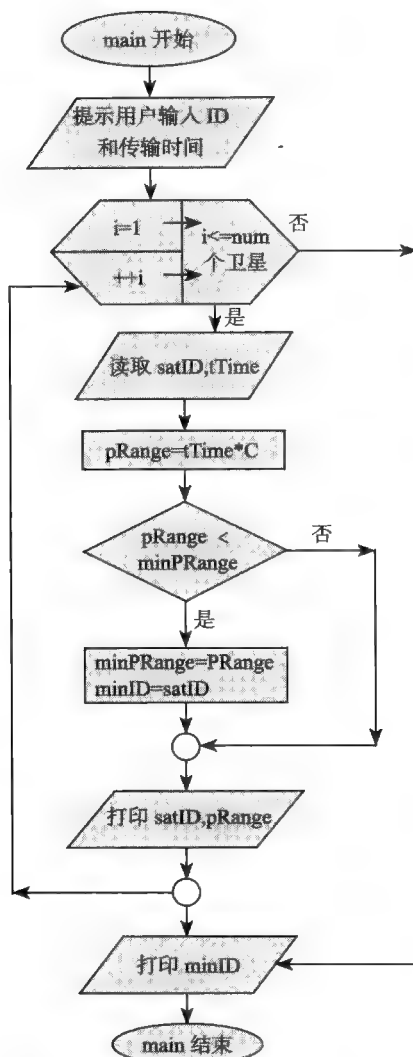 main 开始
提示用户输人 ID
和传输时间
i=1
++i
i<=num
个卫星
否
是
读取 satID,tTime
pRange=tTime*C
pRange <
minPRange
否
是
minPRange=PRange
minID=satID
打印 satID,pRange
打印 minID
main 结束